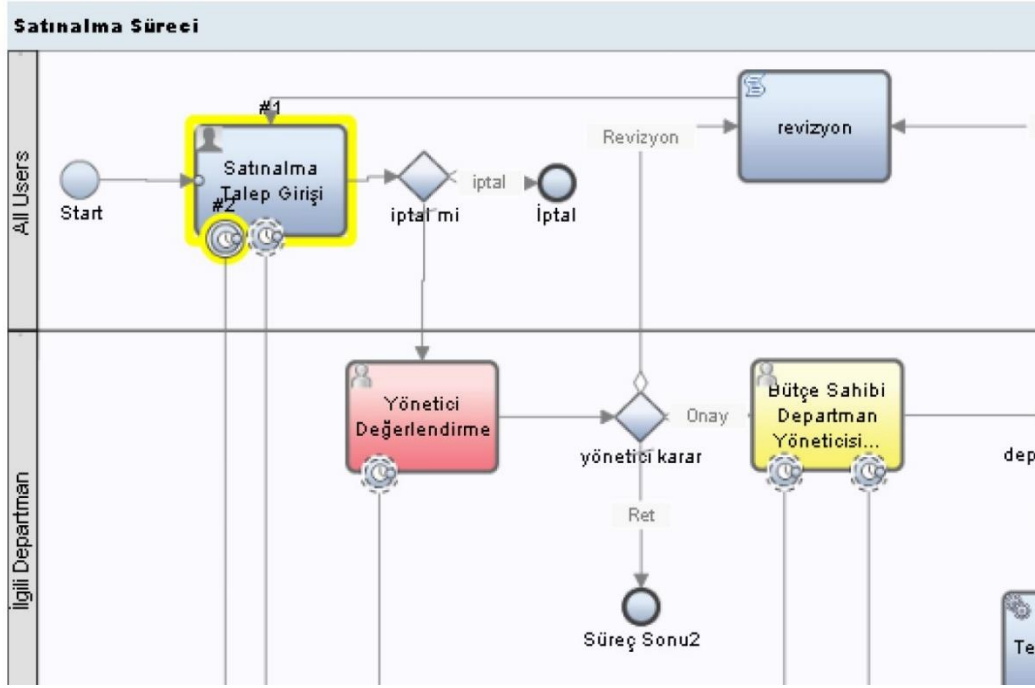 Satınalma Süreci
All Users
#1
Start
Satınalma
Talep Girişi
#2
iptal mi
iptal
İptal
Revizyon
revizyon
İlgili Departman
Yönetici
Değerlendirme
yönetici karar
Onay
Bütçe Sahibi
Departman
Yöneticisi...
dep
Ret
Süreç Sonu2
Te